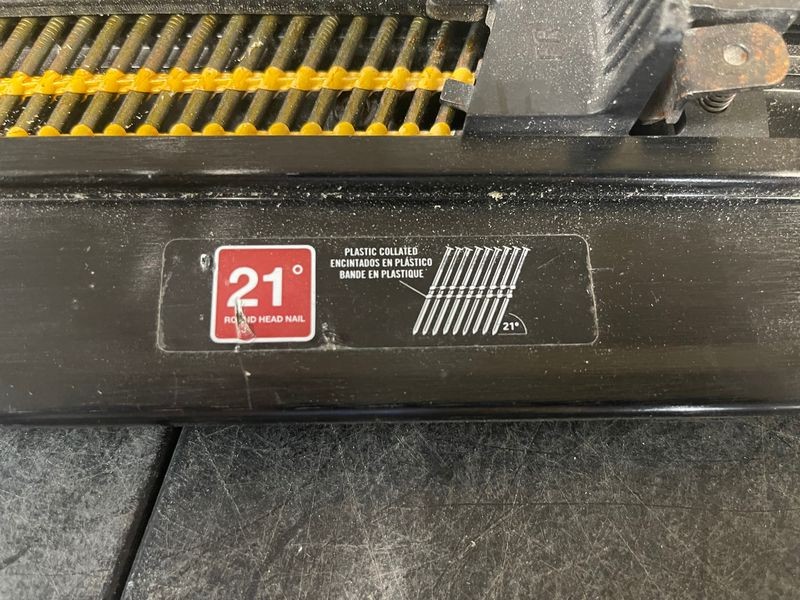 21°
ROUND HEAD NAIL
PLASTIC COLLATED
ENCINTADOS EN PLÁSTICO
BANDE EN PLASTIQUE
21°